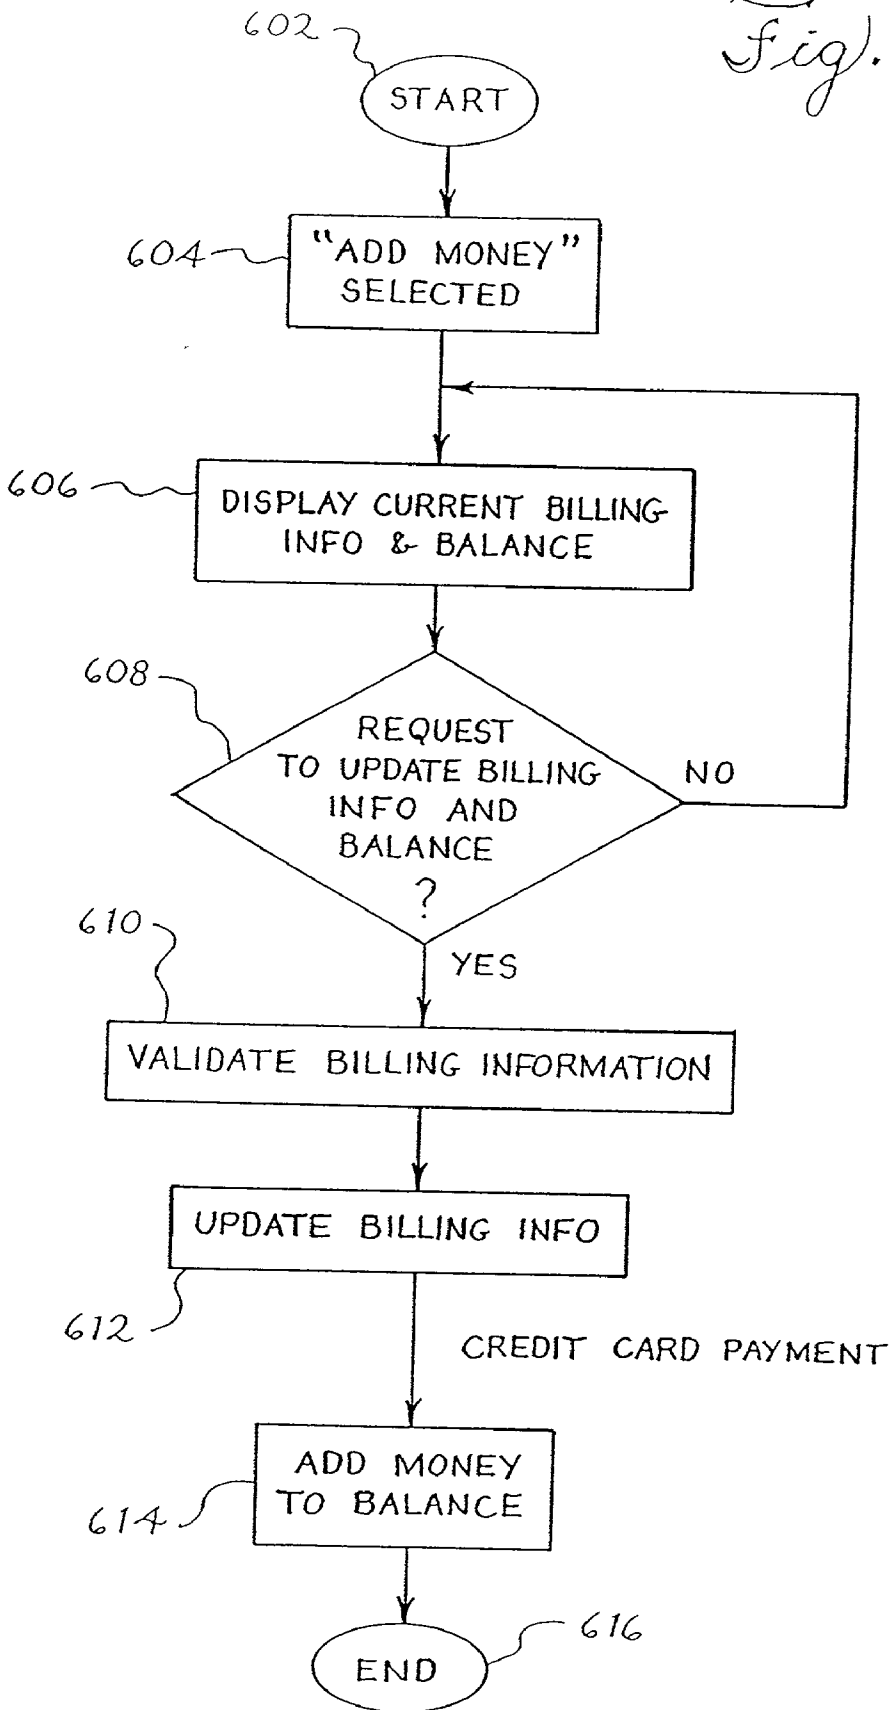 Fig.
602
START
604
"ADD MONEY"
SELECTED
606
DISPLAY CURRENT BILLING
INFO & BALANCE
608
REQUEST
TO UPDATE BILLING
INFO AND
BALANCE
?
NO
610
YES
VALIDATE BILLING INFORMATION
UPDATE BILLING INFO
612
CREDIT CARD PAYMENT
ADD MONEY
TO BALANCE
614
616
END